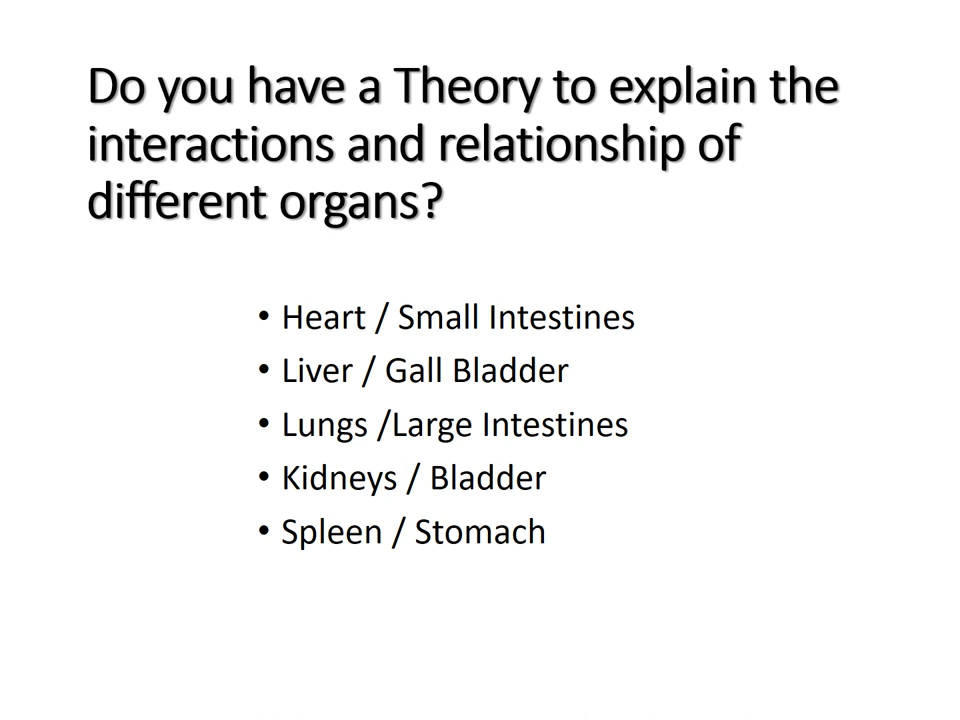 Do you have a Theory to explain the
interactions and relationship of
different organs?
• Heart / Small Intestines
• Liver / Gall Bladder
• Lungs /Large Intestines
• Kidneys / Bladder
• Spleen / Stomach